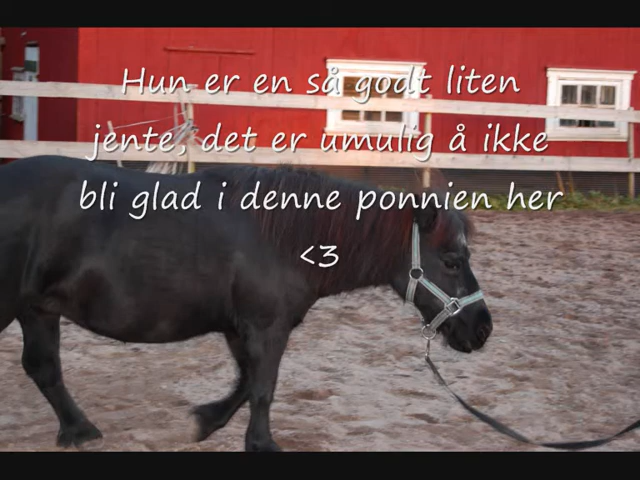 Hun er en så godt liten
jente, det er umulig å ikke
bli glad i denne ponnien her
<3